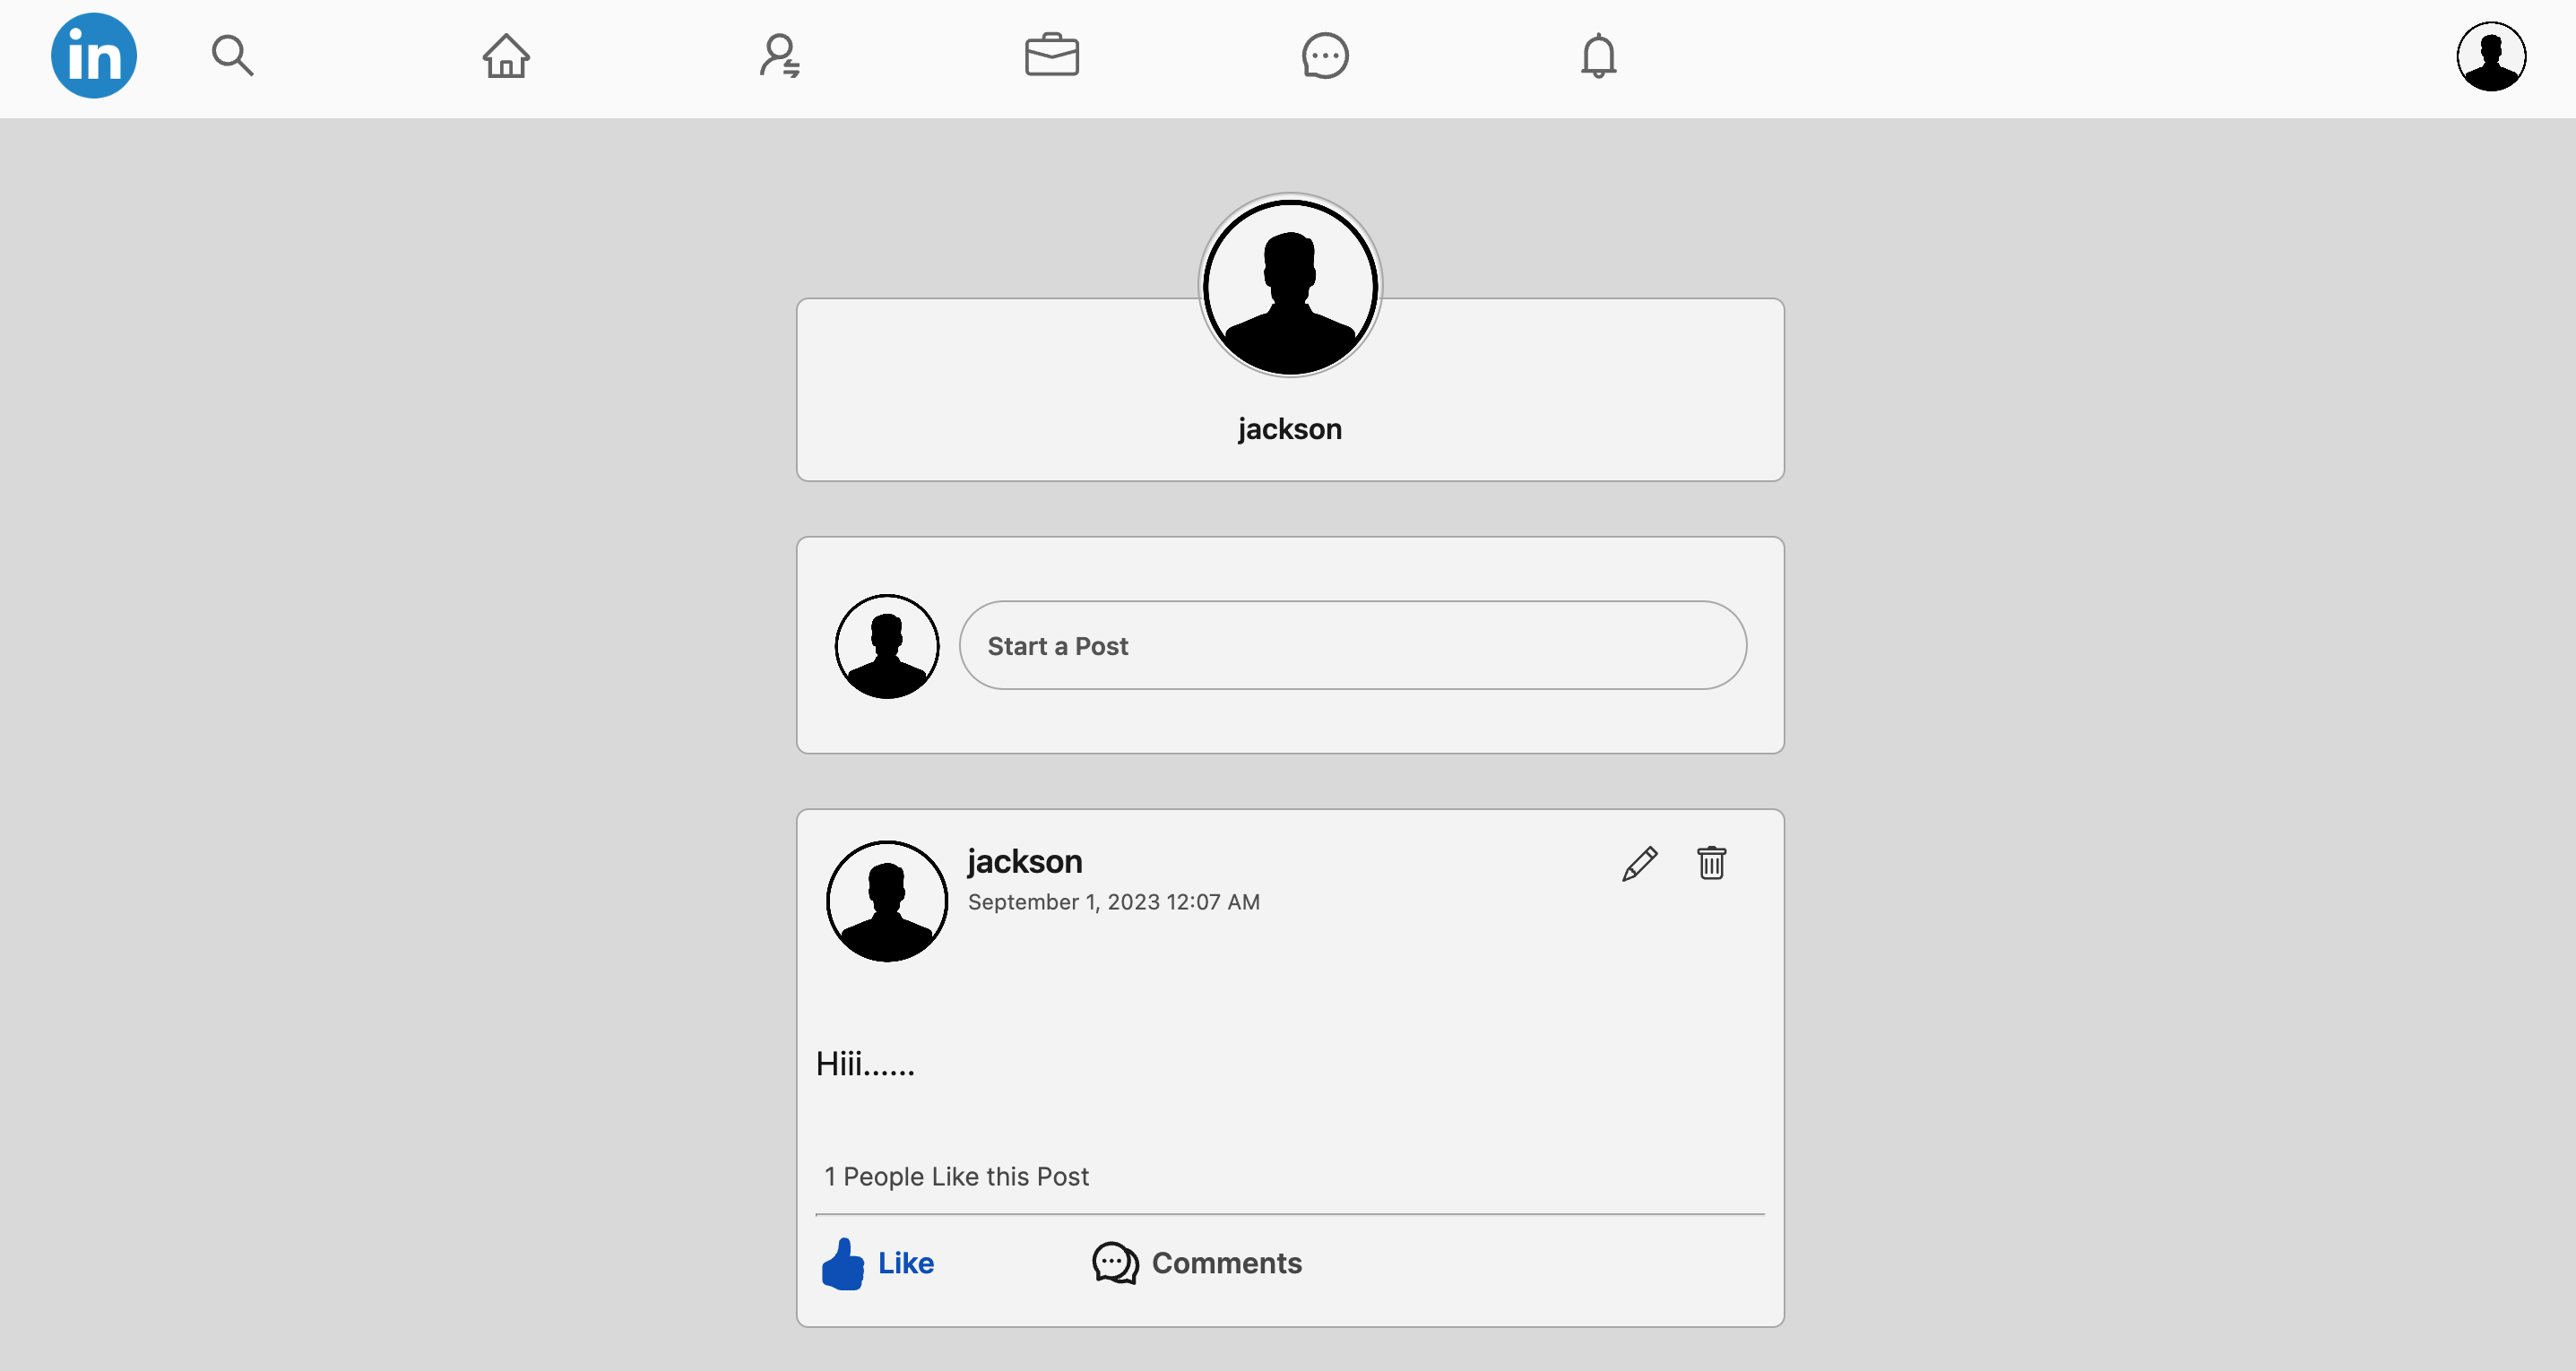 in
jackson
Start a Post
jackson
September 1, 2023 12:07 AM
Hiii......
1 People Like this Post
Like
Comments